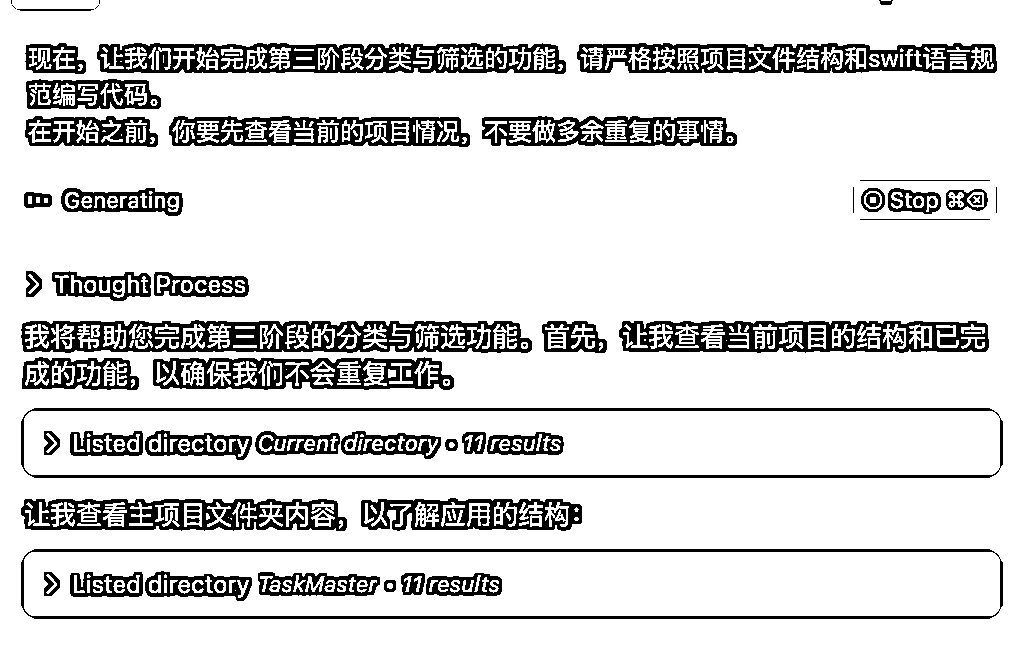 现在，让我们开始完成第三阶段分类与筛选的功能，请严格按照项目文件结构和swift语言规
范编写代码。
在开始之前，你要先查看当前的项目情况，不要做多余重复的事情。
Generating
Stop ⌘⌫
Thought Process
我将帮助您完成第三阶段的分类与筛选功能。首先，让我查看当前项目的结构和已完
成的功能，以确保我们不会重复工作。
Listed directory Current directory • 11 results
让我查看主项目文件夹内容，以了解应用的结构：
Listed directory TaskMaster • 11 results